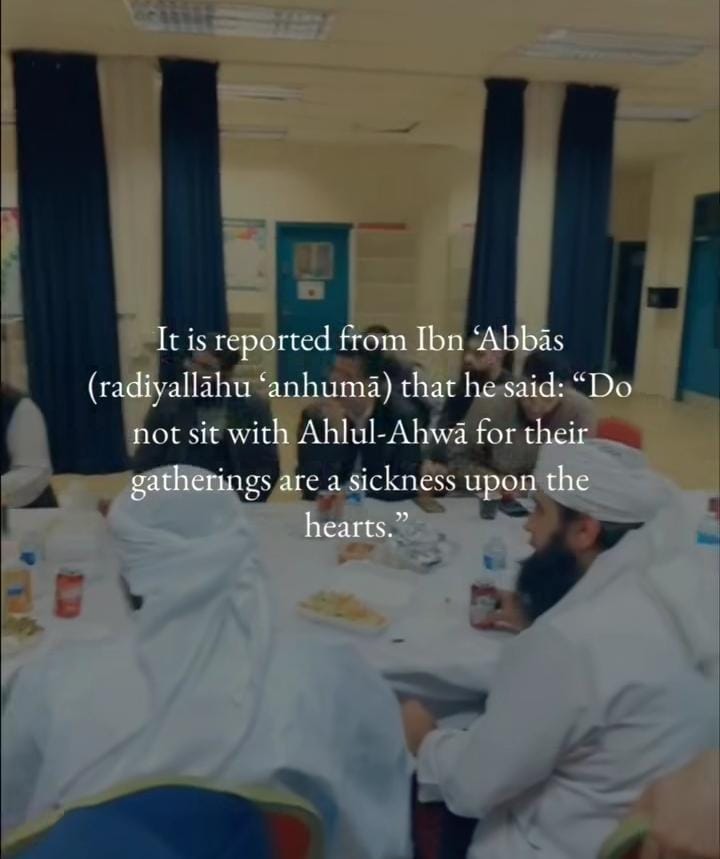 It is reported from Ibn ‘Abbās
(radiyallāhu ‘anhumā) that he said: “Do
not sit with Ahlul-Ahwā for their
gatherings are a sickness upon the
hearts.”